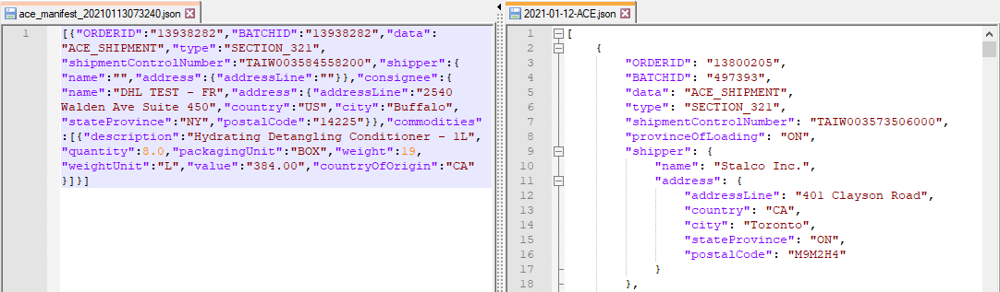 ace_manifest_20210113073240.json
1 [{"ORDERID":"13938282","BATCHID":"13938282","data":
"ACE_SHIPMENT","type":"SECTION_321",
"shipmentControlNumber":"TAIW003584558200","shipper":{
"name":"","address":{"addressLine":""}},"consignee":{
"name":"DHL TEST - FR","address":{"addressLine":"2540
Walden Ave Suite 450","country":"US","city":"Buffalo",
"stateProvince":"NY","postalCode":"14225"}},"commodities"
:[{"description":"Hydrating Detangling Conditioner - 1L",
"quantity":8.0,"packagingUnit":"BOX","weight":19,
"weightUnit":"L","value":"384.00","countryOfOrigin":"CA"
}]}]
2021-01-12-ACE.json
1 [
2 {
3 "ORDERID": "13800205",
4 "BATCHID": "497393",
5 "data": "ACE_SHIPMENT",
6 "type": "SECTION_321",
7 "shipmentControlNumber": "TAIW003573506000",
8 "provinceOfLoading": "ON",
9 "shipper": {
10 "name": "Stalco Inc.",
11 "address": {
12 "addressLine": "401 Clayson Road",
13 "country": "CA",
14 "city": "Toronto",
15 "stateProvince": "ON",
16 "postalCode": "M9M2H4"
17 }
18 },